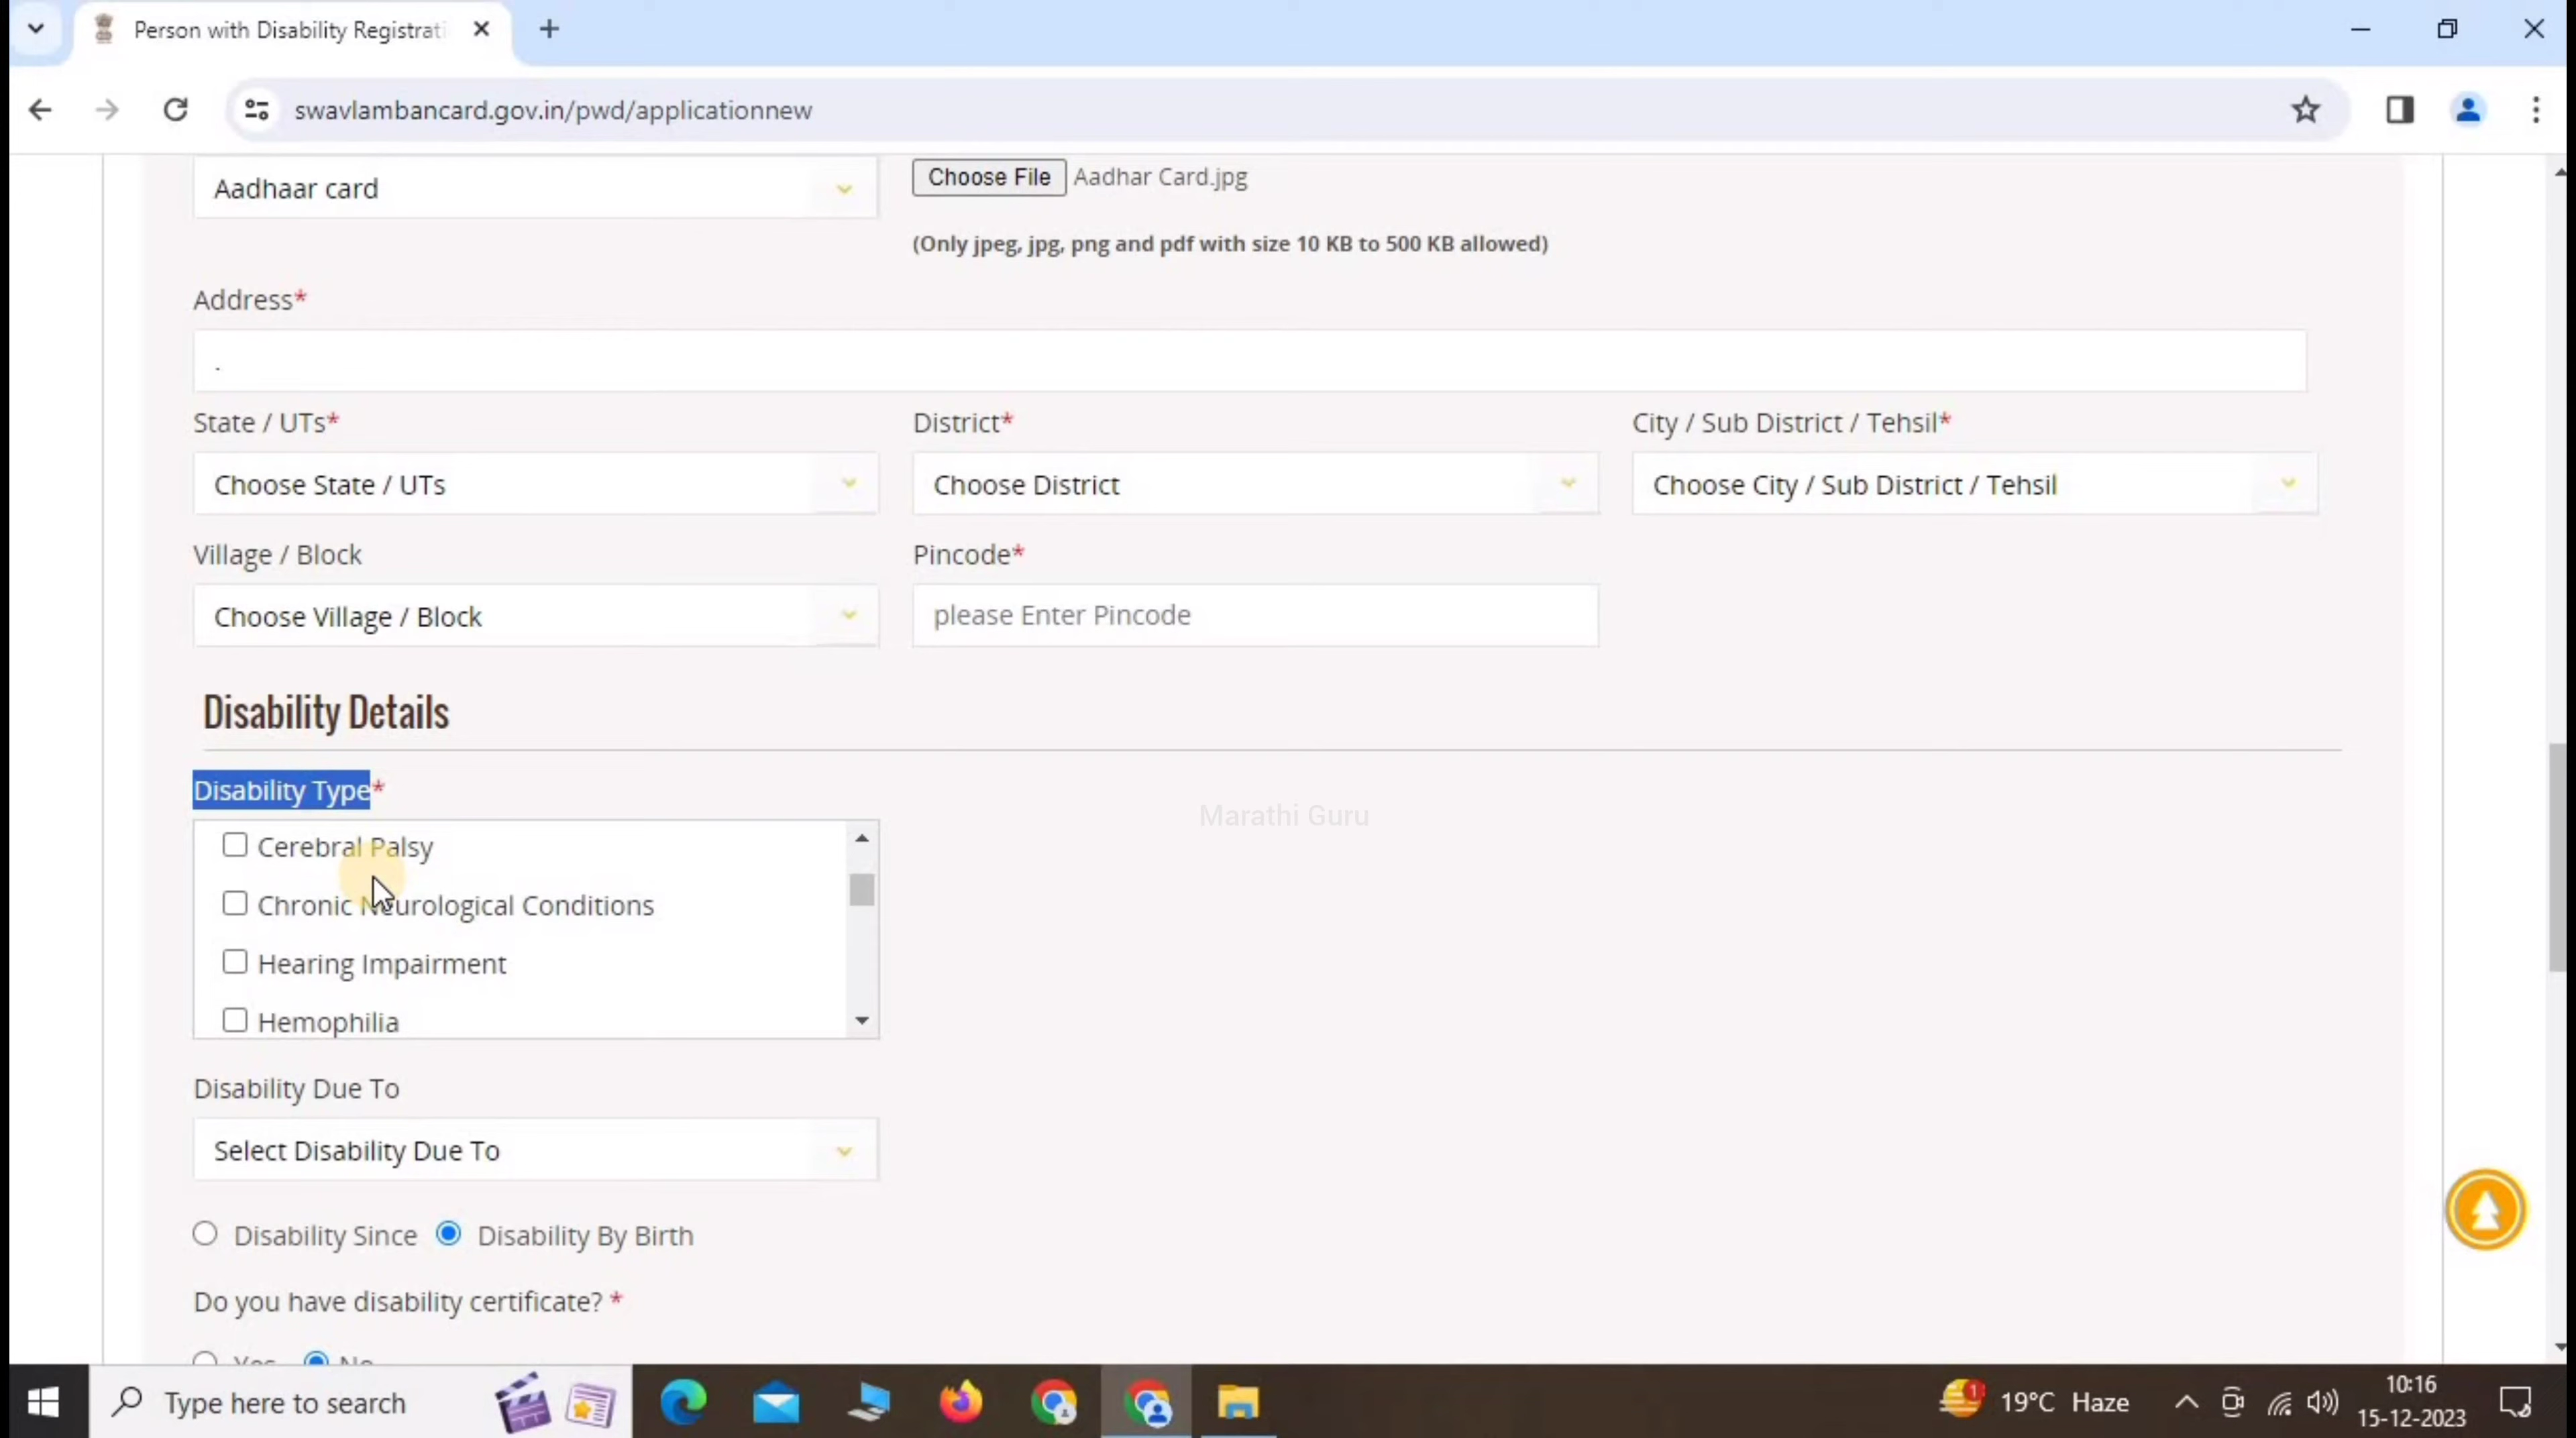 Person with Disability Registrati
swavlambancard.gov.in/pwd/applicationnew
Aadhaar card
Choose File Aadhar Card.jpg
(Only jpeg, jpg, png and pdf with size 10 KB to 500 KB allowed)
Address*
.
State / UTs* District* City / Sub District / Tehsil*
Choose State / UTs Choose District Choose City / Sub District / Tehsil
Village / Block Pincode*
Choose Village / Block please Enter Pincode
Disability Details
Disability Type*
Marathi Guru
Cerebral Palsy
Chronic Neurological Conditions
Hearing Impairment
Hemophilia
Disability Due To
Select Disability Due To
Disability Since Disability By Birth
Do you have disability certificate? *
Yes No
Type here to search
1
19°C Haze
10:16
15-12-2023